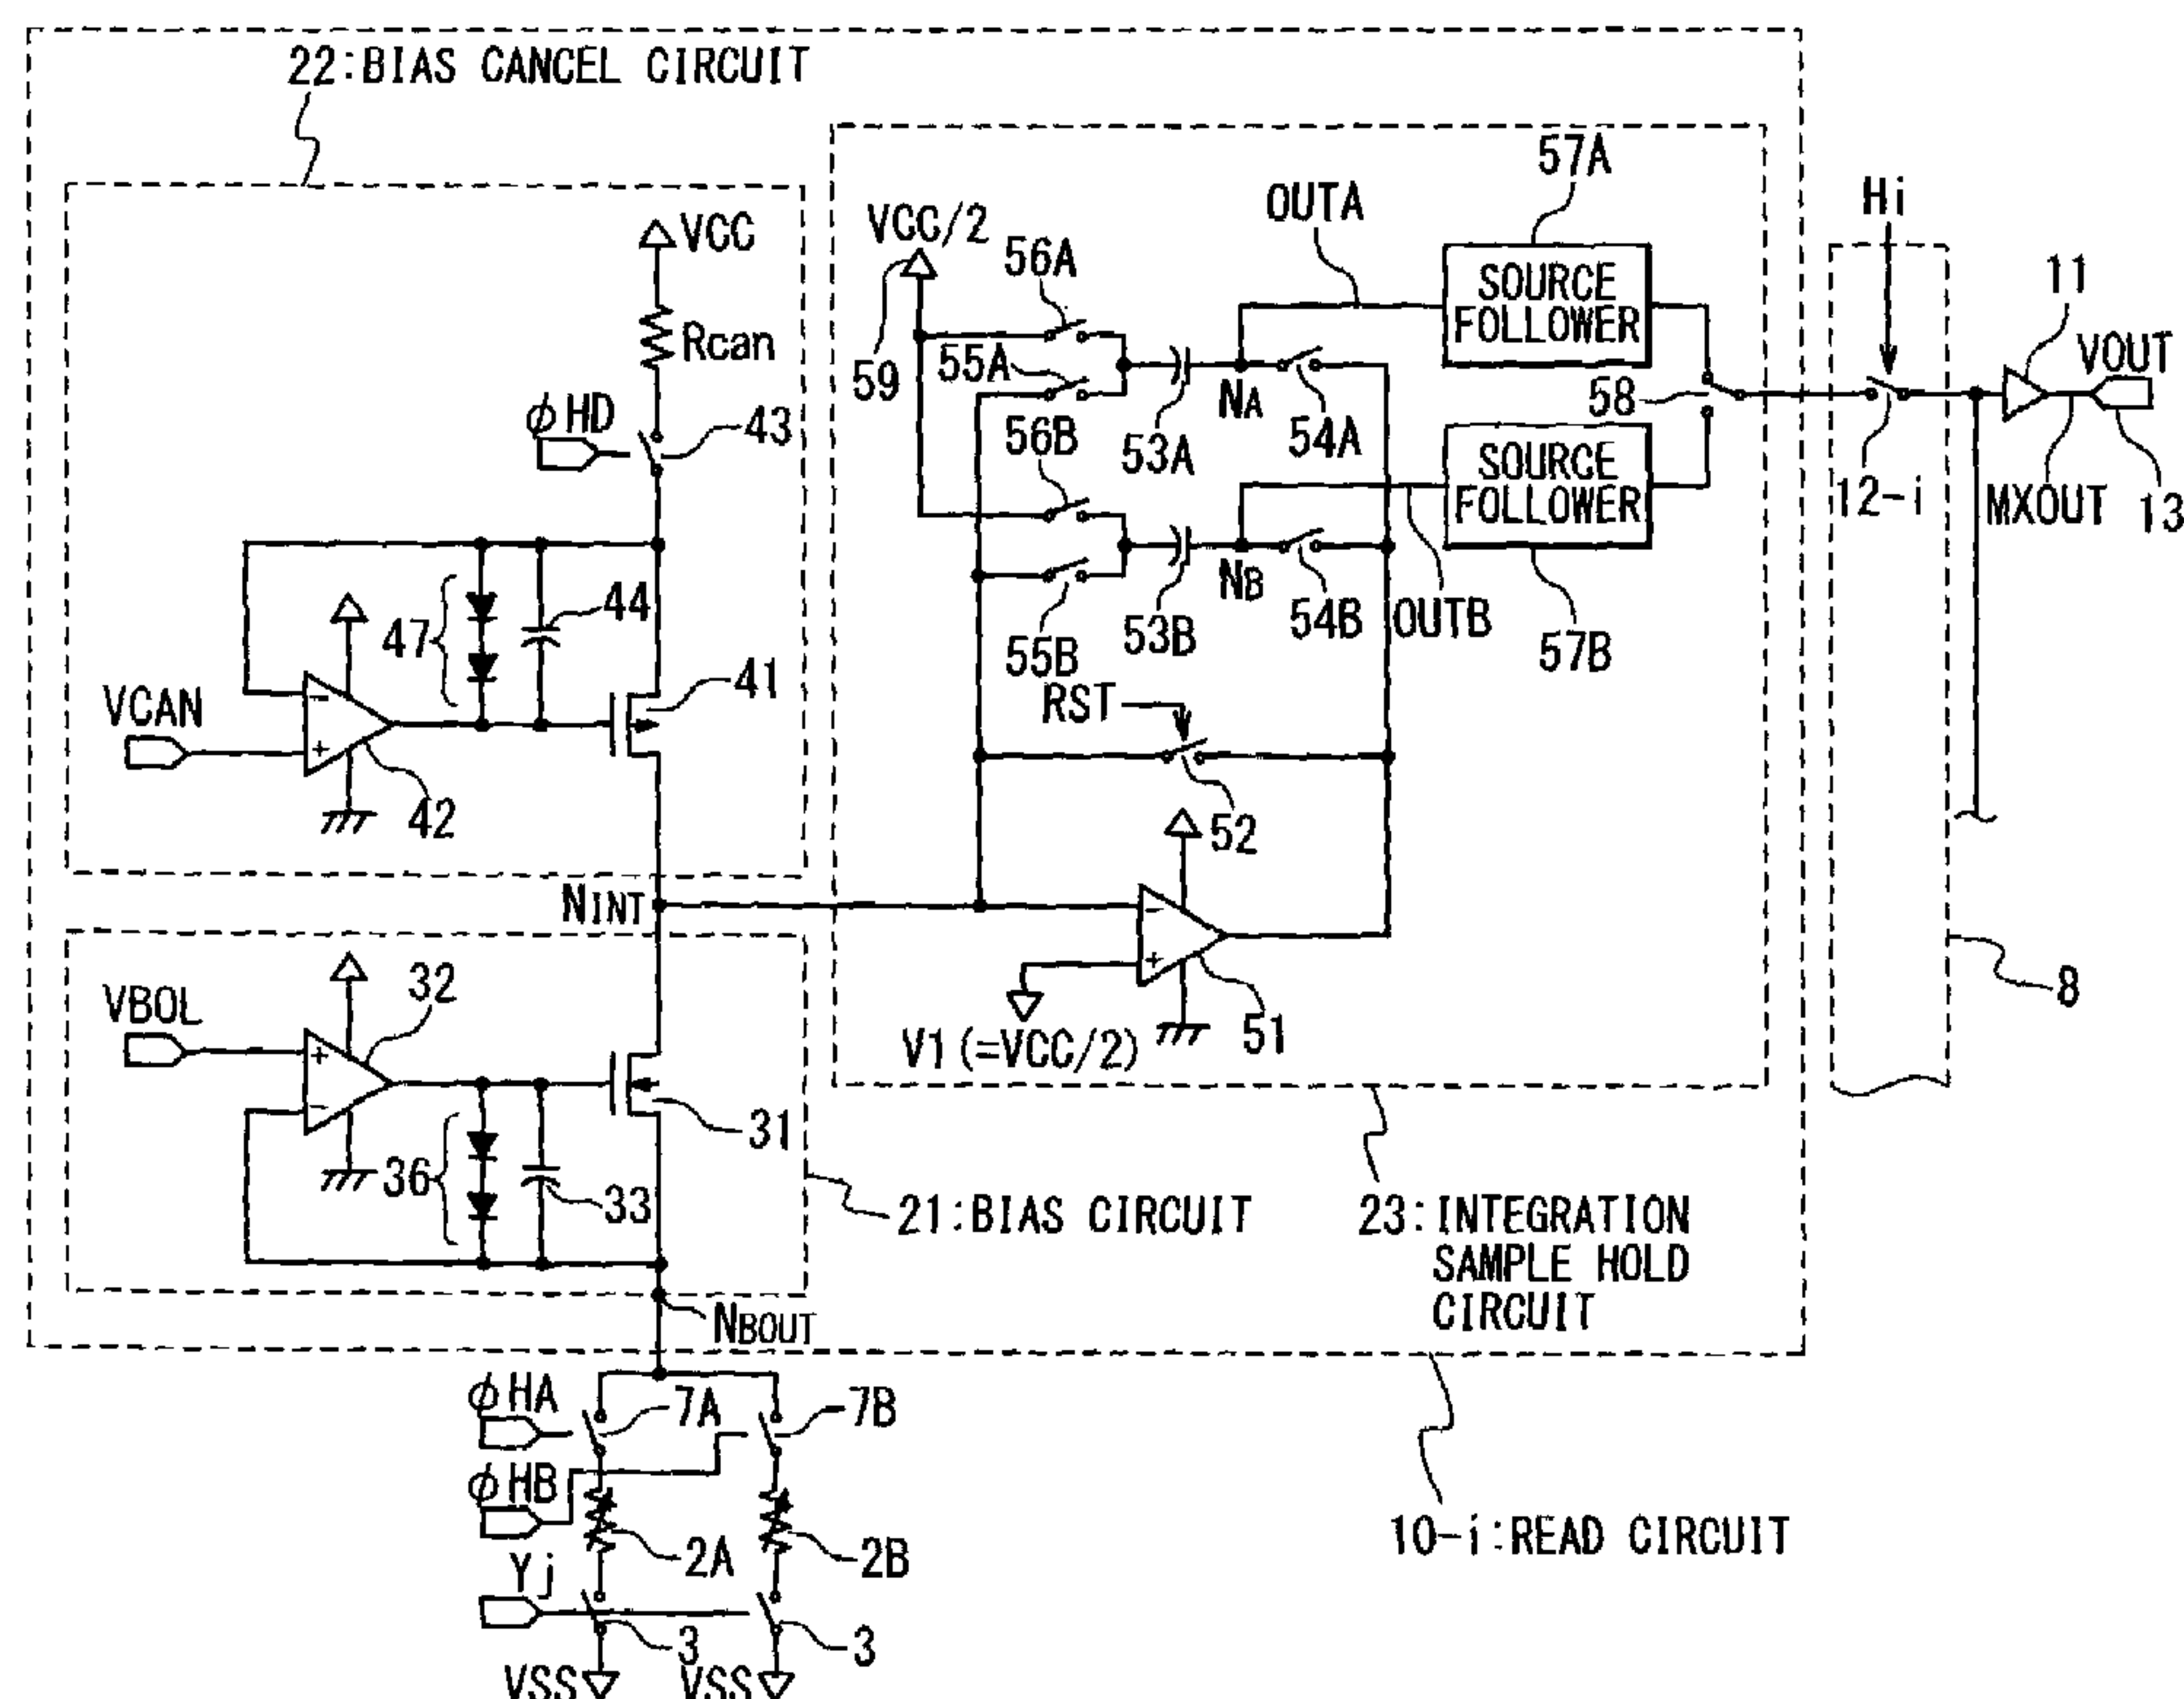 22:BIAS CANCEL CIRCUIT
VCC
Rcan
ϕHD
43
47
44
41
VCAN
42
NINT
VBOL
32
31
36
33
21:BIAS CIRCUIT
NBOUT
VCC/2
59
56A
55A
OUTA
57A
SOURCE
FOLLOWER
NA
53A
54A
56B
55B
53B
NB
54B
OUTB
SOURCE
FOLLOWER
57B
58
RST
52
51
V1(=VCC/2)
23:INTEGRATION
SAMPLE HOLD
CIRCUIT
Hi
11
VOUT
12-i
MXOUT
13
8
ϕHA
7A
7B
ϕHB
2A
2B
Yj
3
3
VSS
VSS
10-i:READ CIRCUIT